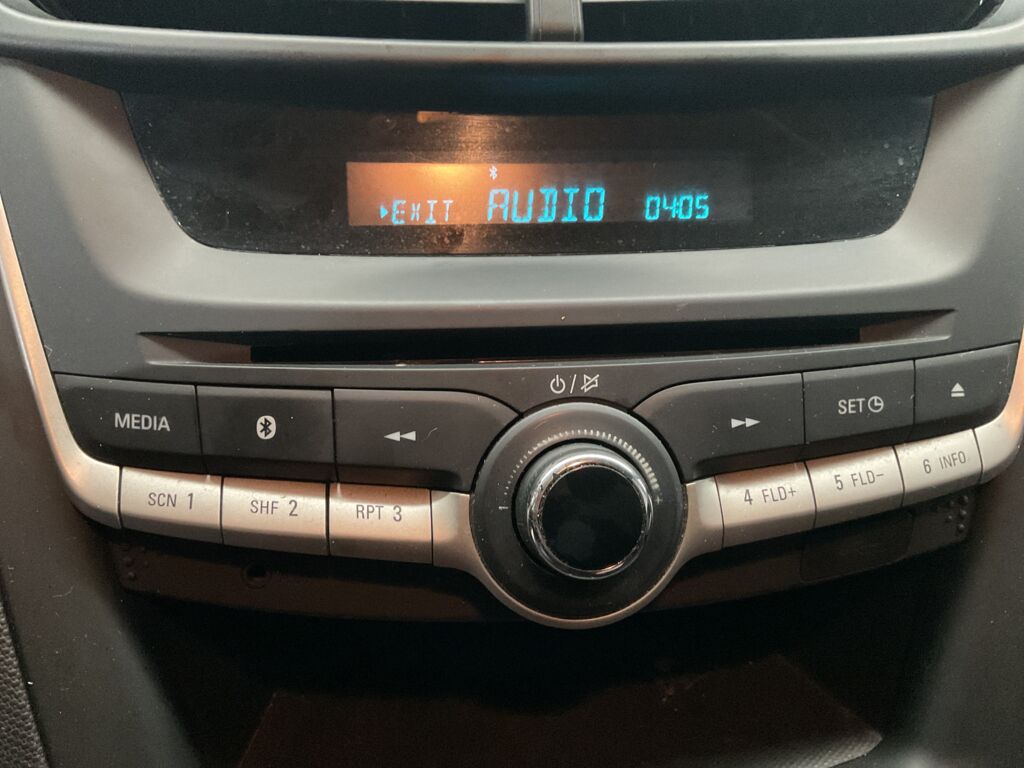 EXIT AUDIO 0405
MEDIA
SET
SCN 1
SHF 2
RPT 3
4 FLD+
5 FLD-
6 INFO